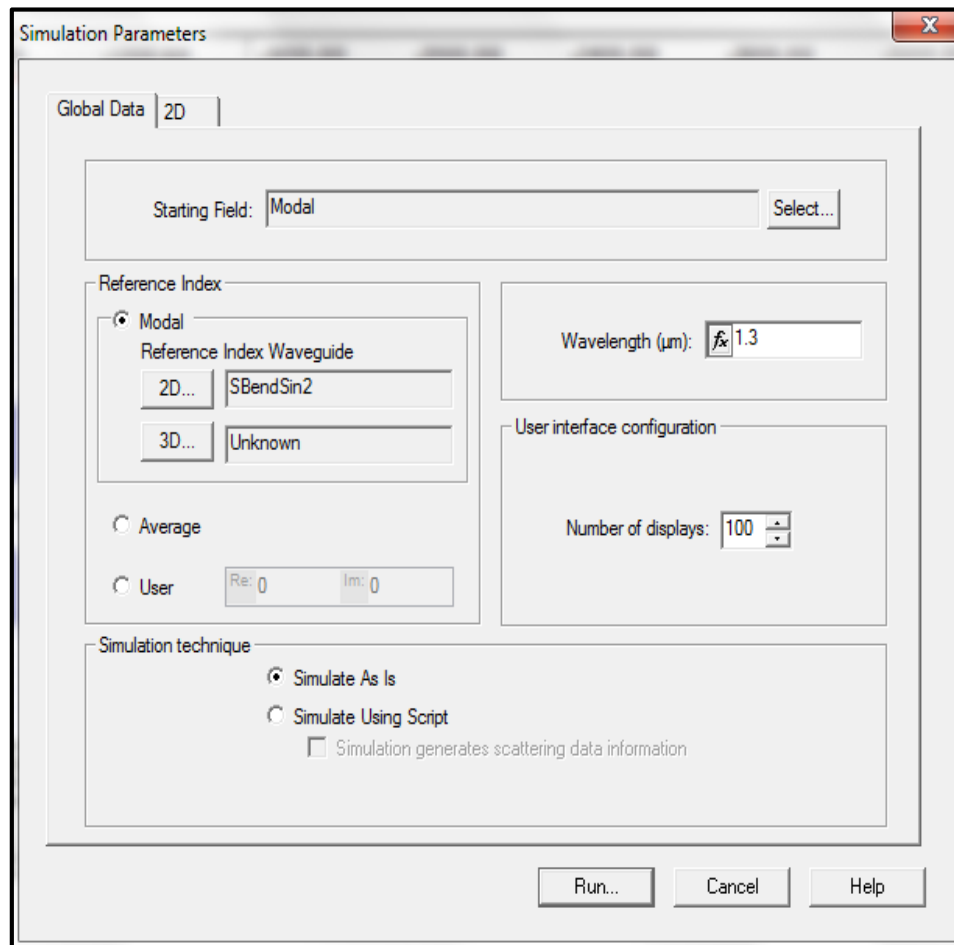 Simulation Parameters
X
Global Data
2D
Starting Field:
Modal
Select...
Reference Index
Modal
Reference Index Waveguide
2D...
SBendSin2
3D...
Unknown
Average
User
Re: 0
Im: 0
Wavelength (µm):
fx
1.3
User interface configuration
Number of displays:
100
Simulation technique
Simulate As Is
Simulate Using Script
Simulation generates scattering data information
Run...
Cancel
Help